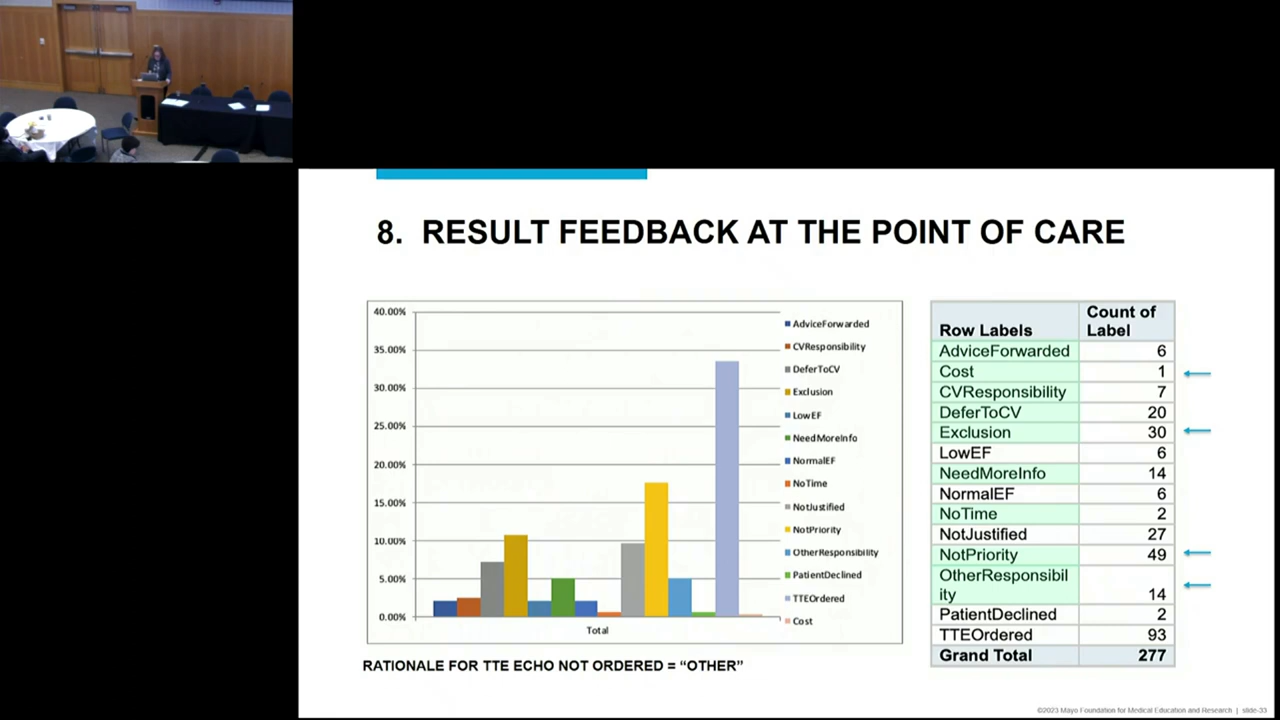 8. RESULT FEEDBACK AT THE POINT OF CARE
40.00%
35.00%
30.00%
25.00%
20.00%
15.00%
10.00%
5.00%
0.00%
Total
AdviceForwarded
CVResponsibility
DeferToCV
Exclusion
LowEF
NeedMoreInfo
NormalEF
NoTime
NotJustified
NotPriority
OtherResponsibility
PatientDeclined
TTEOrdered
Cost
RATIONALE FOR TTE ECHO NOT ORDERED = “OTHER”
Row Labels Count of Label
AdviceForwarded 6
Cost 1
CVResponsibility 7
DeferToCV 20
Exclusion 30
LowEF 6
NeedMoreInfo 14
NormalEF 6
NoTime 2
NotJustified 27
NotPriority 49
OtherResponsibil
ity 14
PatientDeclined 2
TTEOrdered 93
Grand Total 277
©2023 Mayo Foundation for Medical Education and Research | slide-33